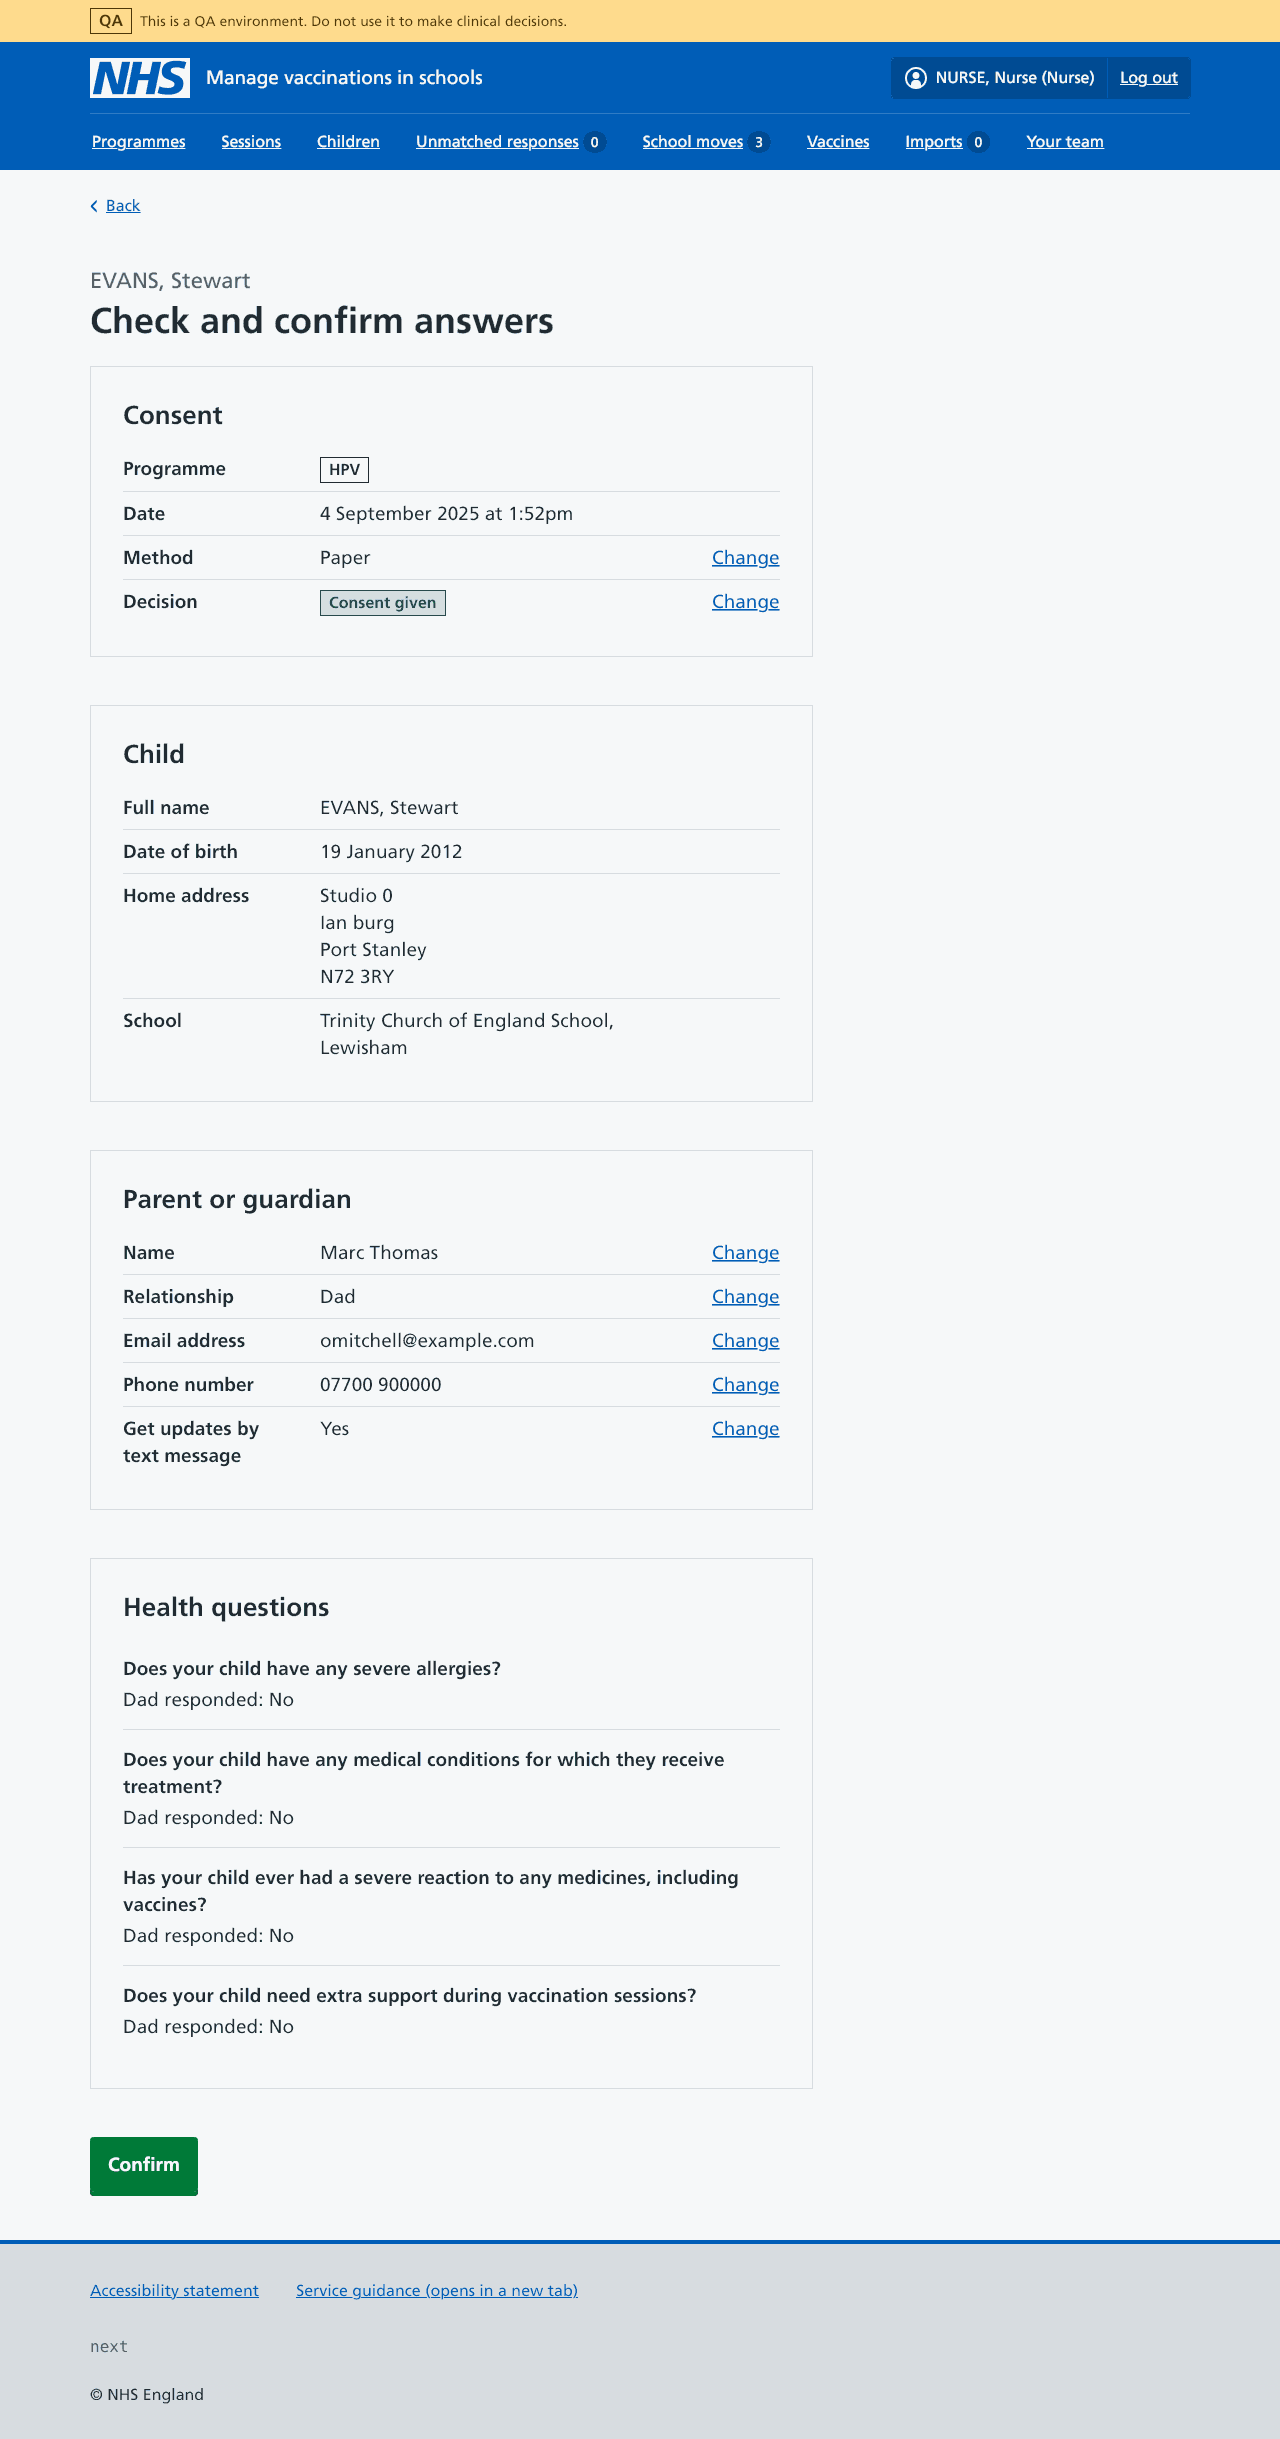 QA This is a QA environment. Do not use it to make clinical decisions.
NHS Manage vaccinations in schools NURSE, Nurse (Nurse) Log out
Programmes Sessions Children Unmatched responses 0 School moves 3 Vaccines Imports 0 Your team
Back
EVANS, Stewart
Check and confirm answers
Consent
Programme HPV
Date 4 September 2025 at 1:52pm
Method Paper Change
Decision Consent given Change
Child
Full name EVANS, Stewart
Date of birth 19 January 2012
Home address Studio 0
Ian burg
Port Stanley
N72 3RY
School Trinity Church of England School,
Lewisham
Parent or guardian
Name Marc Thomas Change
Relationship Dad Change
Email address omitchell@example.com Change
Phone number 07700 900000 Change
Get updates by Yes Change
text message
Health questions
Does your child have any severe allergies?
Dad responded: No
Does your child have any medical conditions for which they receive
treatment?
Dad responded: No
Has your child ever had a severe reaction to any medicines, including
vaccines?
Dad responded: No
Does your child need extra support during vaccination sessions?
Dad responded: No
Confirm
Accessibility statement Service guidance (opens in a new tab)
next
© NHS England